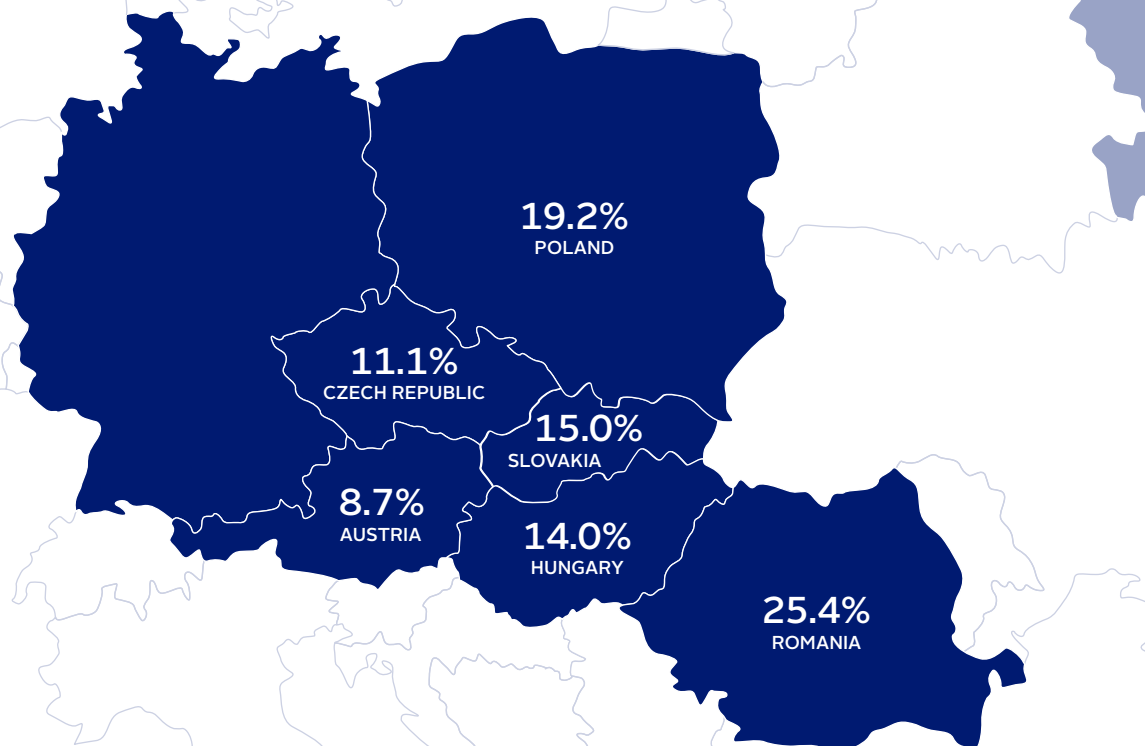 19.2%
POLAND
11.1%
CZECH REPUBLIC
15.0%
SLOVAKIA
8.7%
AUSTRIA
14.0%
HUNGARY
25.4%
ROMANIA